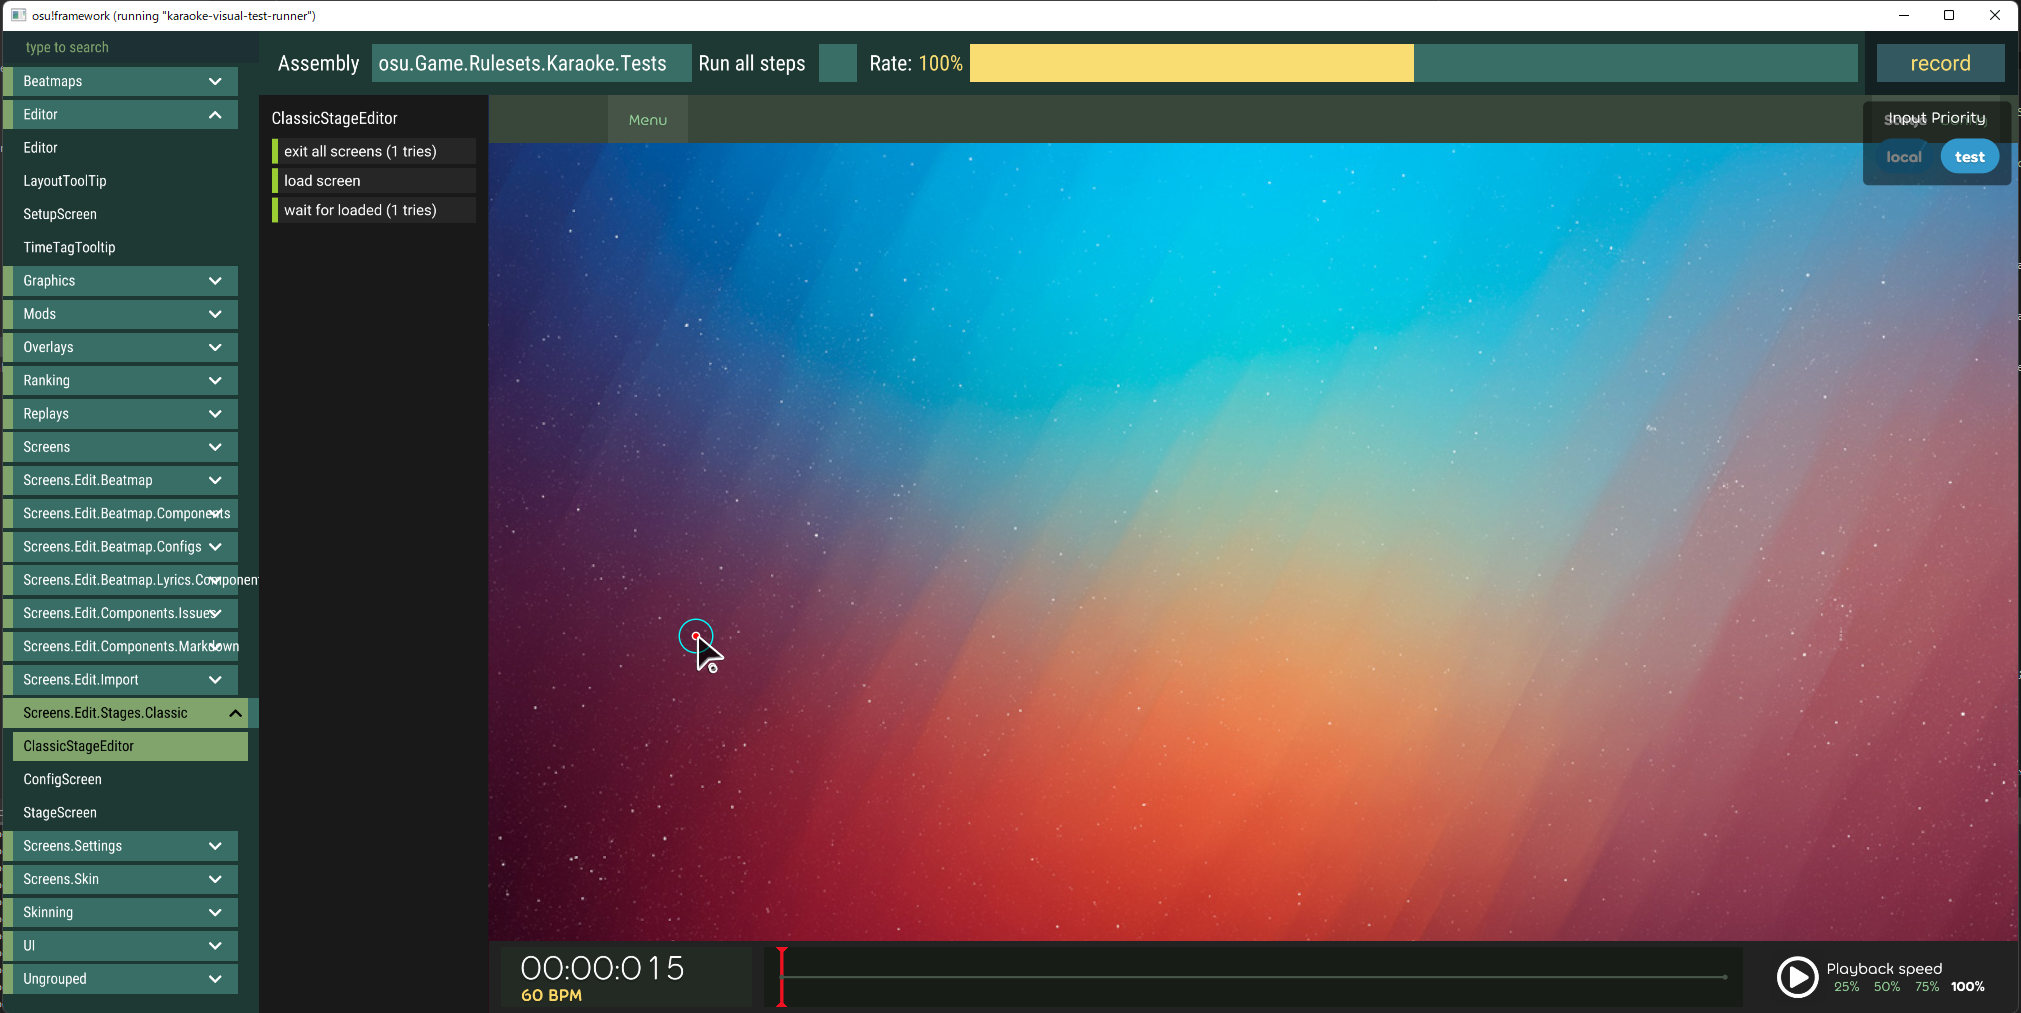 osu!framework (running "karaoke-visual-test-runner")
type to search
Beatmaps
Editor
Editor
LayoutToolTip
SetupScreen
TimeTagTooltip
Graphics
Mods
Overlays
Ranking
Replays
Screens
Screens.Edit.Beatmap
Screens.Edit.Beatmap.Components
Screens.Edit.Beatmap.Configs
Screens.Edit.Beatmap.Lyrics.Component
Screens.Edit.Components.Issues
Screens.Edit.Components.Markdown
Screens.Edit.Import
Screens.Edit.Stages.Classic
ClassicStageEditor
ConfigScreen
StageScreen
Screens.Settings
Screens.Skin
Skinning
UI
Ungrouped
Assembly osu.Game.Rulesets.Karaoke.Tests Run all steps Rate: 100% record
ClassicStageEditor
exit all screens (1 tries)
load screen
wait for loaded (1 tries)
Menu
Input Priority
local test
00:00:015
60 BPM
Playback speed
25% 50% 75% 100%